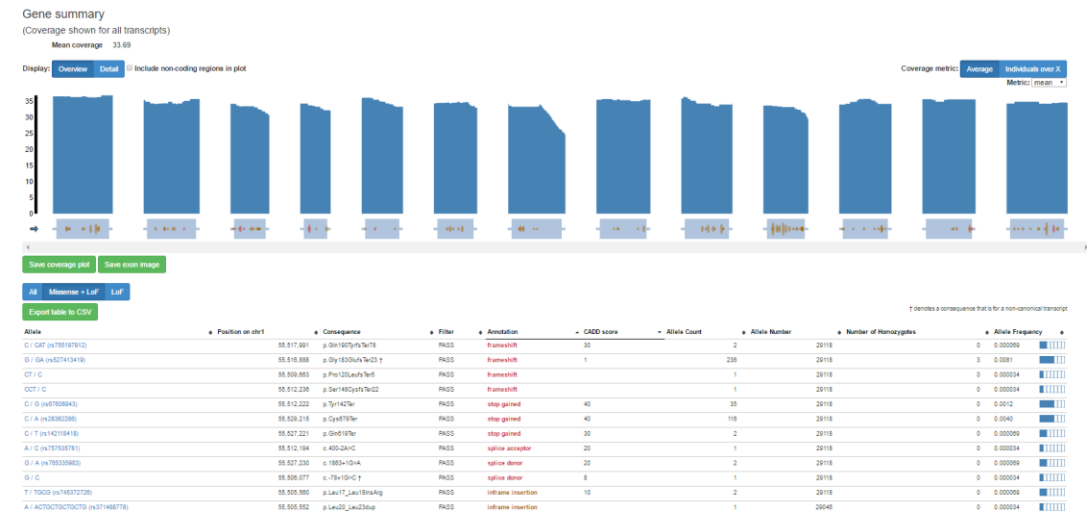 Gene summary
(Coverage shown for all transcripts)
Mean coverage 33.69
Display: Overview Detail Include non-coding regions in plot Coverage metric: Average Individuals over X
Metric: mean
35
30
25
20
15
10
5
0
Save coverage plot Save exon image
All Missense + LoF LoF
Export table to CSV † denotes a consequence that is for a non-canonical transcript
Allele Position on chr1 Consequence Filter Annotation CADD score Allele Count Allele Number Number of Homozygotes Allele Frequency
C / CAT (rs755197912) 55,517,991 p.Gln190TyrfsTer78 PASS frameshift 30 2 29118 0 0.000069
G / GA (rs527413419) 55,516,888 p.Gly183GlufsTer23 † PASS frameshift 1 236 29118 3 0.0081
CT / C 55,509,663 p.Pro120LeufsTer5 PASS frameshift 1 29118 0 0.000034
CCT / C 55,512,236 p.Ser148CysfsTer22 PASS frameshift 1 29118 0 0.000034
C / G (rs67608943) 55,512,222 p.Tyr142Ter PASS stop gained 40 35 29118 0 0.0012
C / A (rs28362286) 55,529,215 p.Cys679Ter PASS stop gained 40 116 29118 0 0.0040
C / T (rs142118418) 55,527,221 p.Gln619Ter PASS stop gained 30 2 29118 0 0.000069
A / C (rs757535781) 55,512,194 c.400-2A>C PASS splice acceptor 20 1 29118 0 0.000034
G / A (rs765335983) 55,527,230 c.1863+1G>A PASS splice donor 20 2 29118 0 0.000069
G / C 55,506,077 c.-78+1G>C † PASS splice donor 8 1 29118 0 0.000034
T / TGCG (rs745372728) 55,505,560 p.Leu17_Leu18insArg PASS inframe insertion 10 2 29118 0 0.000069
A / ACTGCTGCTGCTG (rs371488778) 55,505,552 p.Leu20_Leu23dup PASS inframe insertion 1 29046 0 0.000034